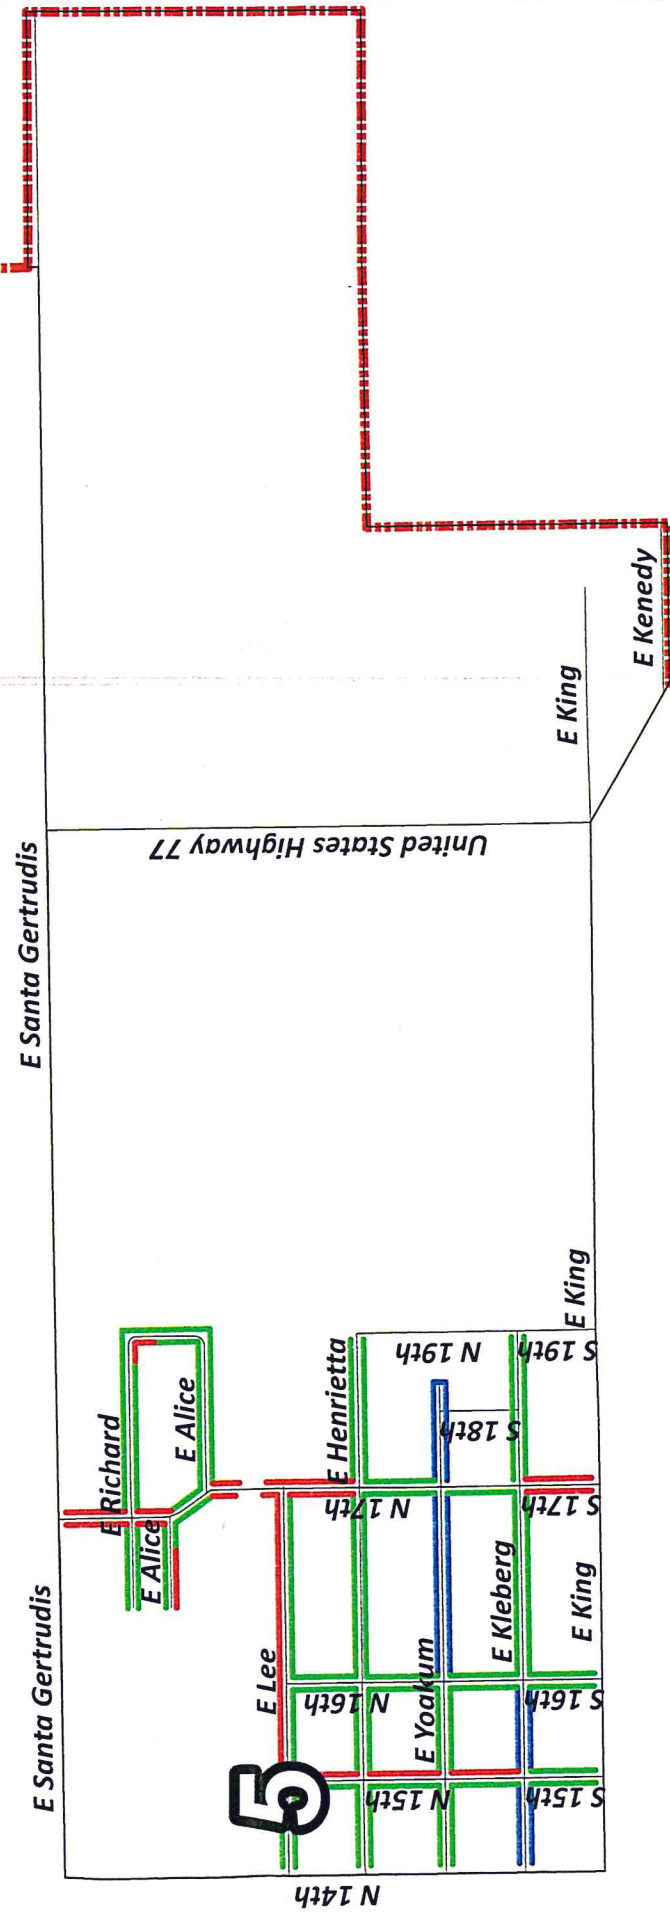 E Santa Gertrudis
E Santa Gertrudis
United States Highway 77
E King
E Kenedy
E Richard
E Alice
E Alice
E Henrietta
N 19th
S 19th
E King
S 18th
N 17th
S 17th
E Lee
N 16th
E Yoakum
E Kleberg
E King
S 16th
5
N 15th
S 15th
N 14th